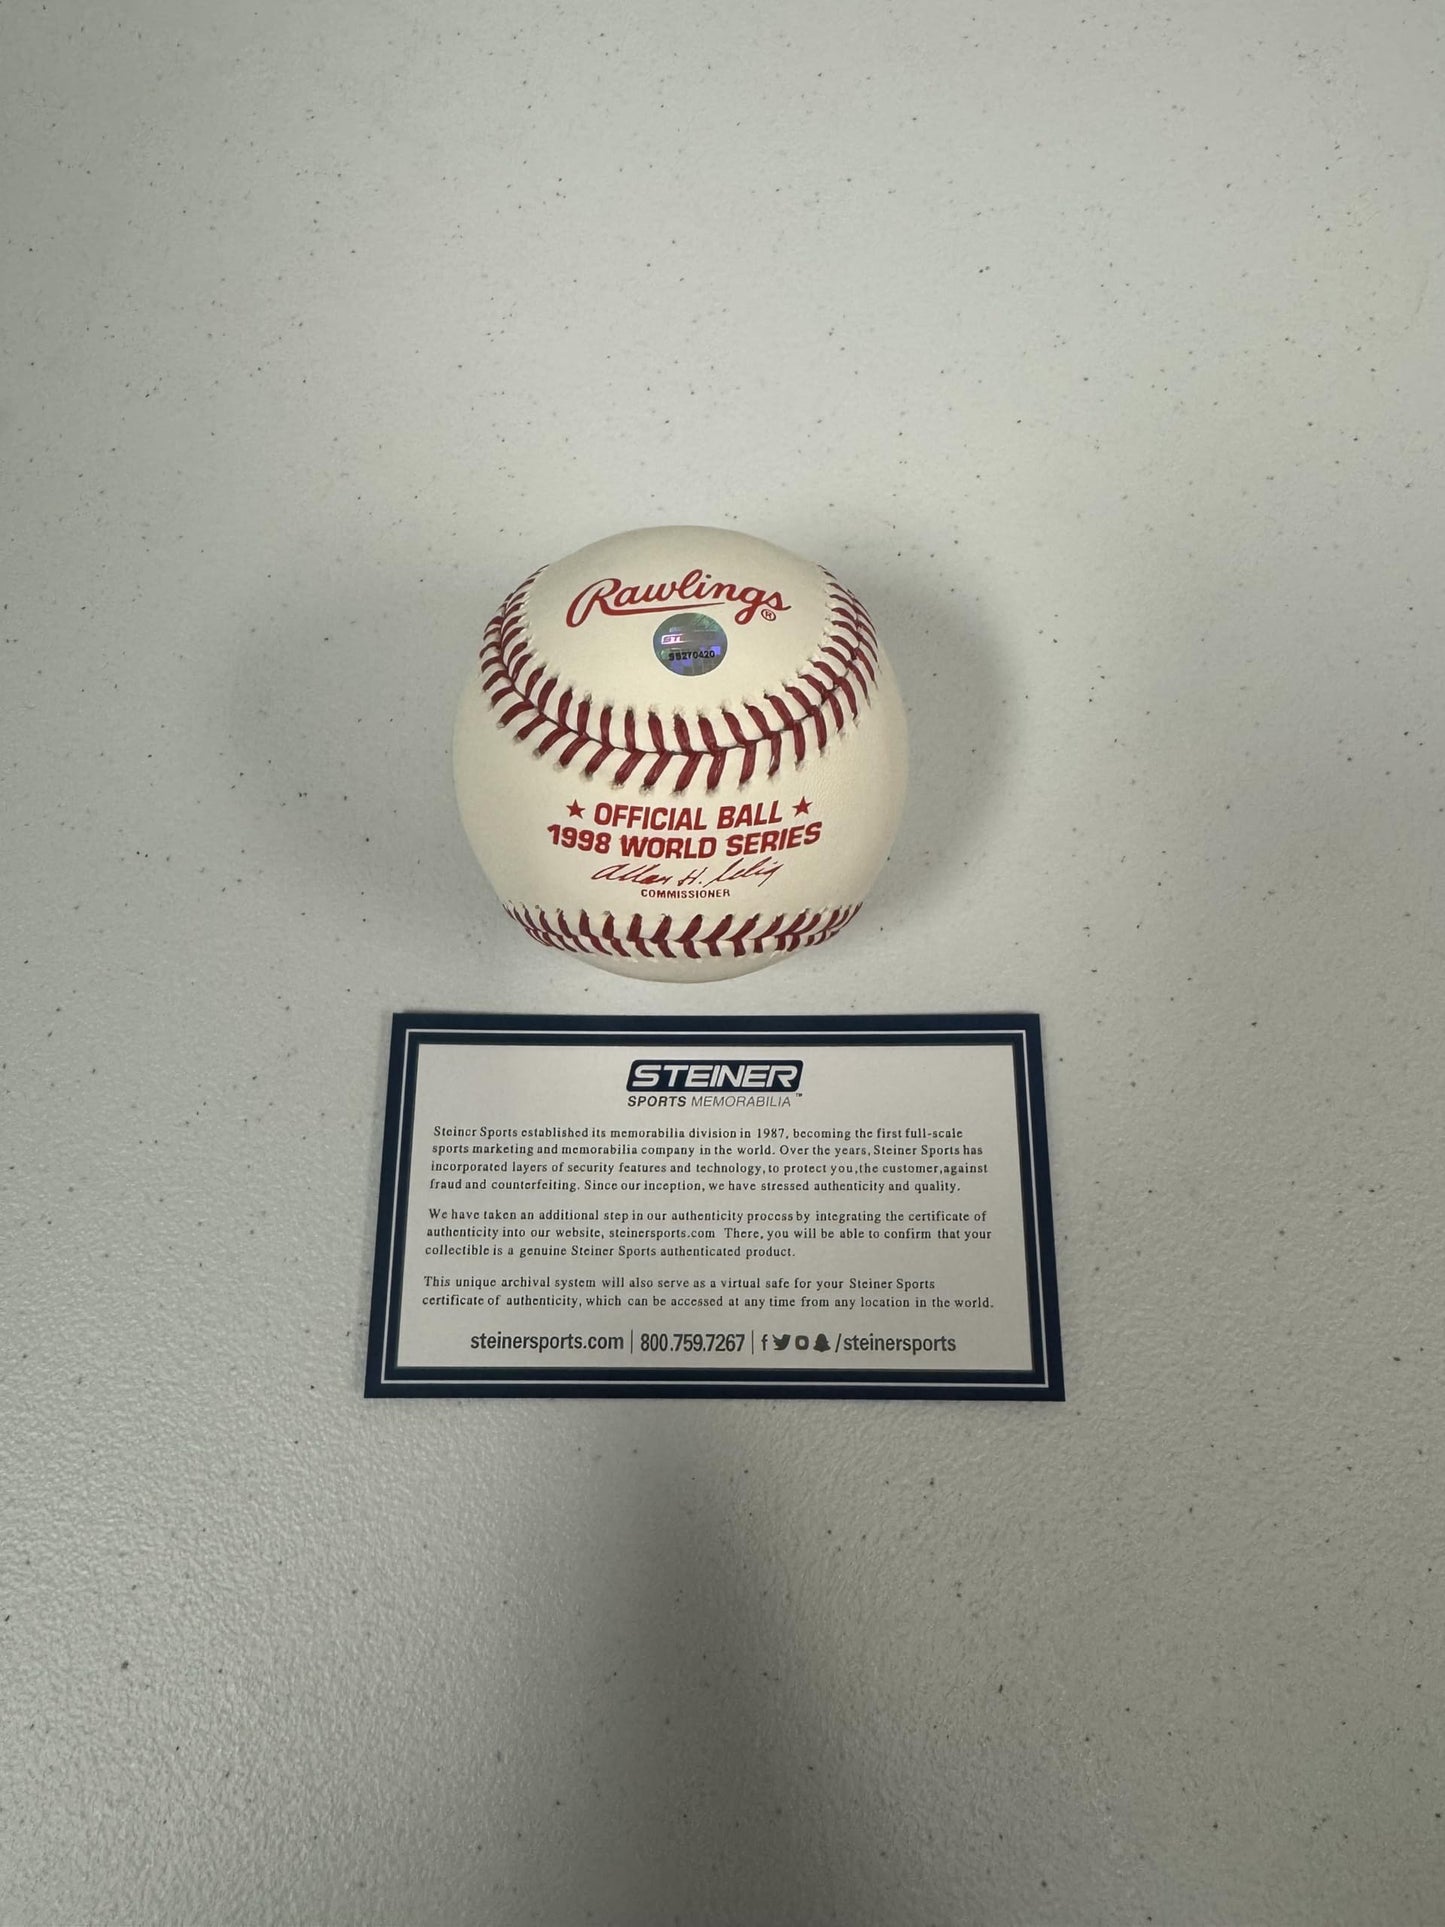 Rawlings®
STEINER
SS270420
★ OFFICIAL BALL ★
1998 WORLD SERIES
Allan H. Selig
COMMISSIONER
STEINER
SPORTS MEMORABILIA™
Steiner Sports established its memorabilia division in 1987, becoming the first full-scale
sports marketing and memorabilia company in the world. Over the years, Steiner Sports has
incorporated layers of security features and technology, to protect you, the customer, against
fraud and counterfeiting. Since our inception, we have stressed authenticity and quality.
We have taken an additional step in our authenticity process by integrating the certificate of
authenticity into our website, steinersports.com There, you will be able to confirm that your
collectible is a genuine Steiner Sports authenticated product.
This unique archival system will also serve as a virtual safe for your Steiner Sports
certificate of authenticity, which can be accessed at any time from any location in the world.
steinersports.com | 800.759.7267 | f /steinersports